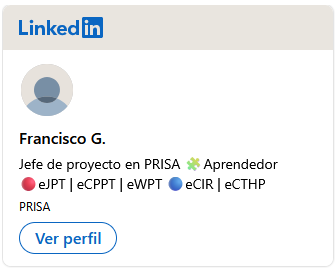 LinkedIn
Francisco G.
Jefe de proyecto en PRISA 🧩Aprendedor
🔴eJPT | eCPPT | eWPT 🔵eCIR | eCTHP
PRISA
Ver perfil